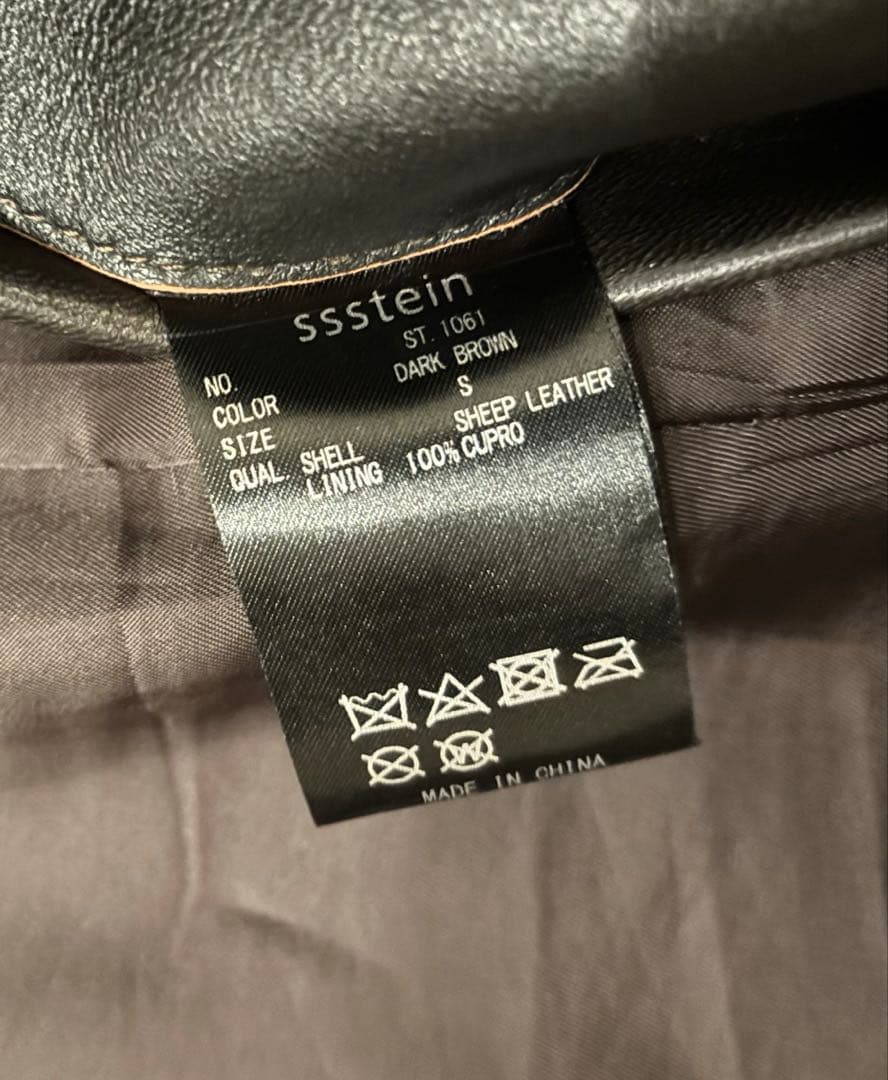 ssstein
NO. ST.1061
COLOR DARK BROWN
SIZE S
QUAL SHELL SHEEP LEATHER
LINING 100% CUPRO
W
MADE IN CHINA